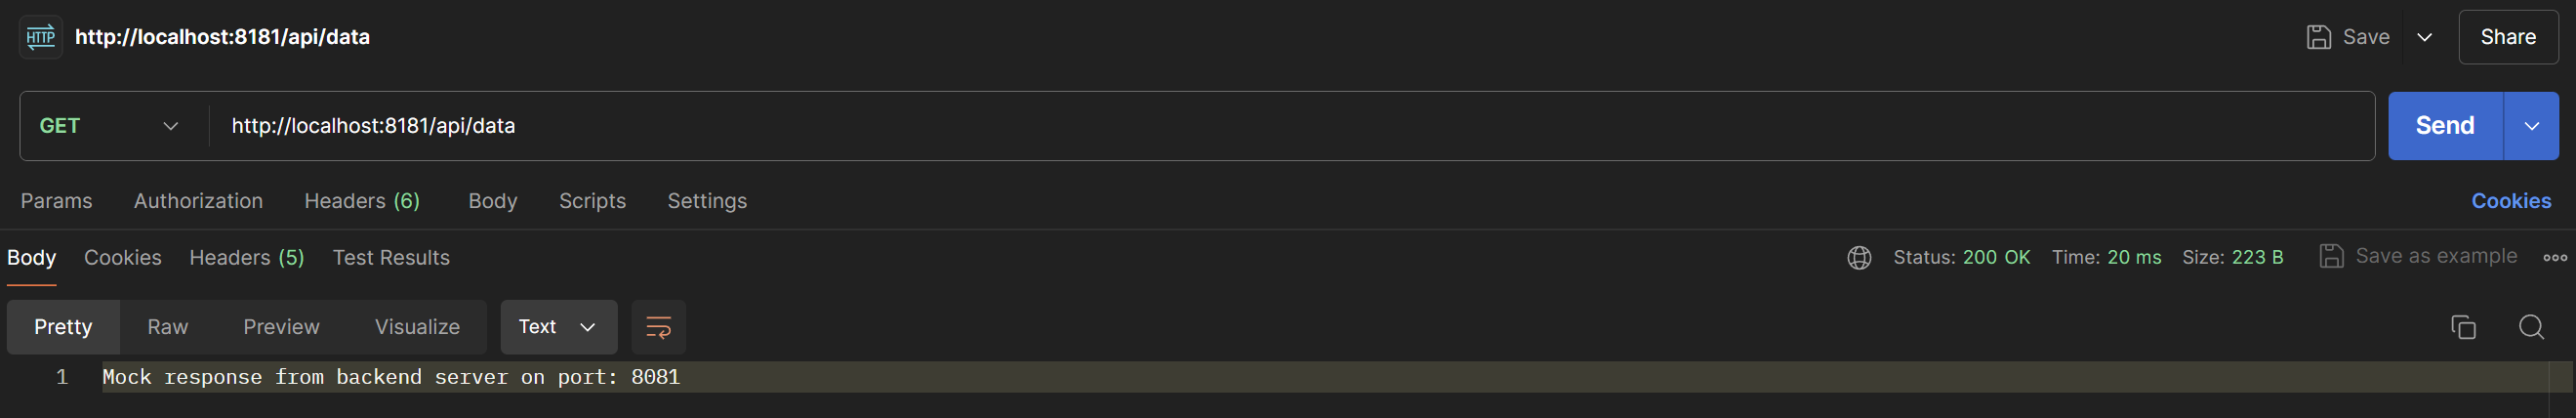 HTTP http://localhost:8181/api/data Save Share
GET http://localhost:8181/api/data Send
Params Authorization Headers (6) Body Scripts Settings Cookies
Body Cookies Headers (5) Test Results Status: 200 OK Time: 20 ms Size: 223 B Save as example
Pretty Raw Preview Visualize Text
1 Mock response from backend server on port: 8081